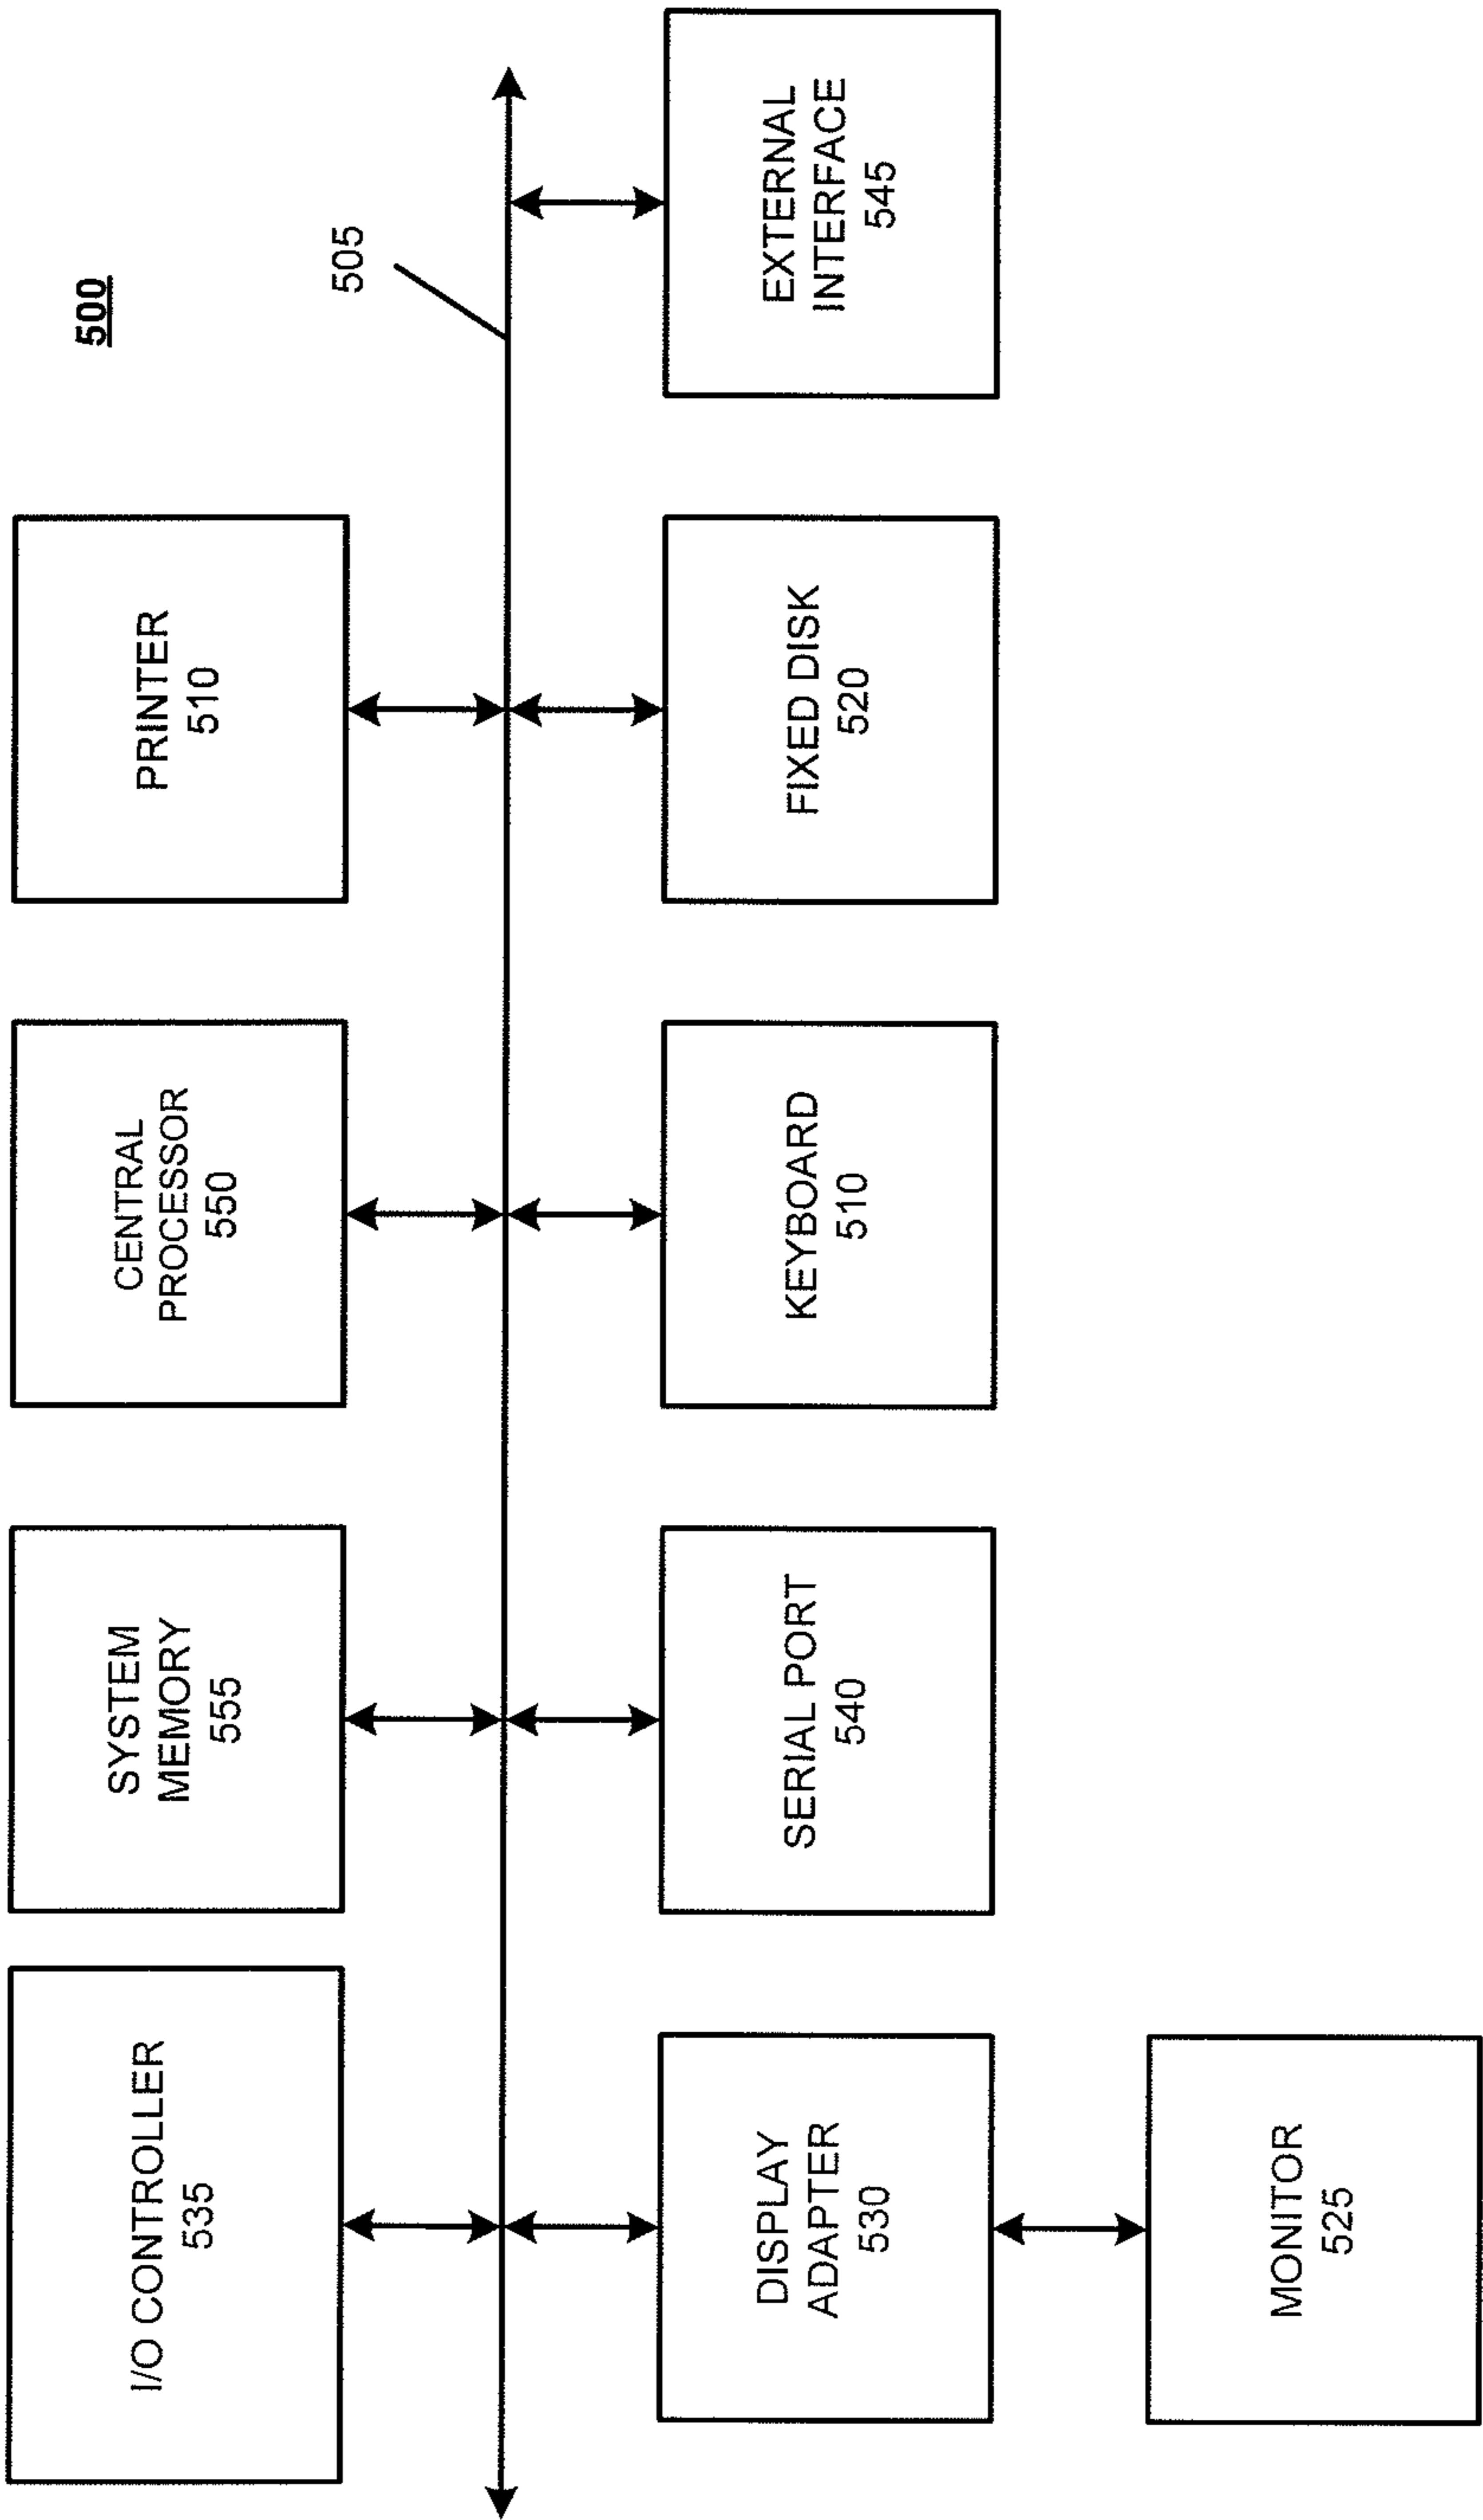 500
I/O CONTROLLER
535
SYSTEM
MEMORY
555
CENTRAL
PROCESSOR
550
PRINTER
510
505
DISPLAY
ADAPTER
530
SERIAL PORT
540
KEYBOARD
510
FIXED DISK
520
EXTERNAL
INTERFACE
545
MONITOR
525